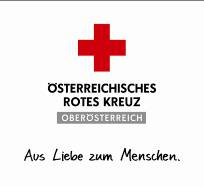 ÖSTERREICHISCHES
ROTES KREUZ
OBERÖSTERREICH
Aus Liebe zum Menschen.